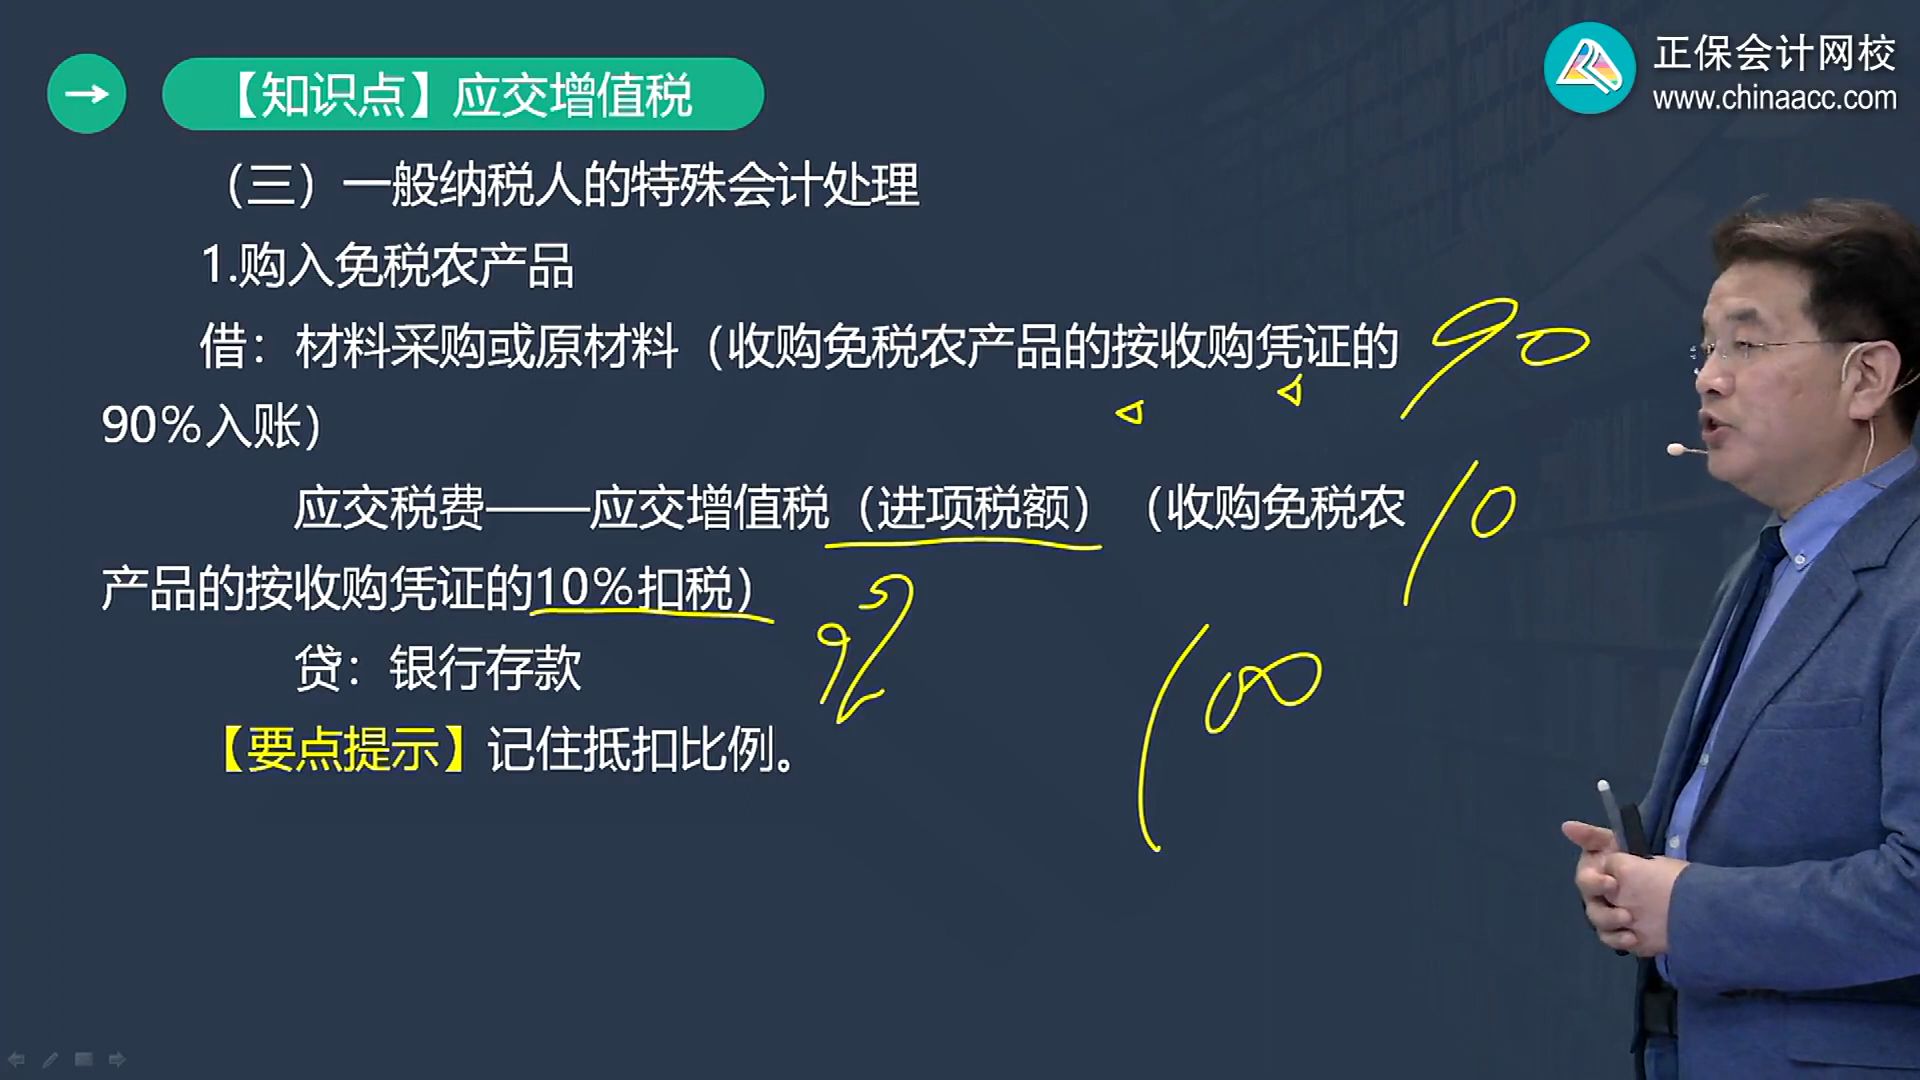 正保会计网校
www.chinaacc.com
【知识点】应交增值税
（三）一般纳税人的特殊会计处理
1.购入免税农产品
借：材料采购或原材料（收购免税农产品的按收购凭证的
90%入账）
90
应交税费——应交增值税（进项税额）（收购免税农
10
产品的按收购凭证的10%扣税）
9%
贷：银行存款
100
【要点提示】记住抵扣比例。